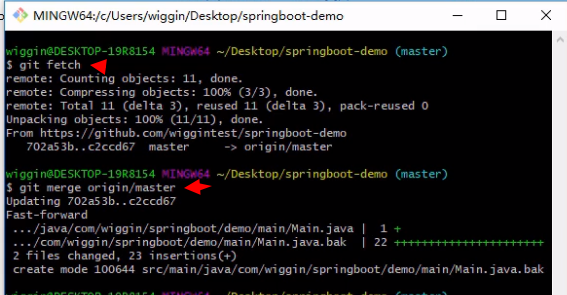 MINGW64:/c/Users/wiggin/Desktop/springboot-demo
wiggin@DESKTOP-19R8154 MINGW64 ~/Desktop/springboot-demo (master)
$ git fetch
remote: Counting objects: 11, done.
remote: Compressing objects: 100% (3/3), done.
remote: Total 11 (delta 3), reused 11 (delta 3), pack-reused 0
Unpacking objects: 100% (11/11), done.
From https://github.com/wiggintest/springboot-demo
702a53b..c2ccd67 master -> origin/master
wiggin@DESKTOP-19R8154 MINGW64 ~/Desktop/springboot-demo (master)
$ git merge origin/master
Updating 702a53b..c2ccd67
Fast-forward
.../java/com/wiggin/springboot/demo/main/Main.java | 1 +
.../com/wiggin/springboot/demo/main/Main.java.bak | 22 ++++++++++++++++++++++
2 files changed, 23 insertions(+)
create mode 100644 src/main/java/com/wiggin/springboot/demo/main/Main.java.bak